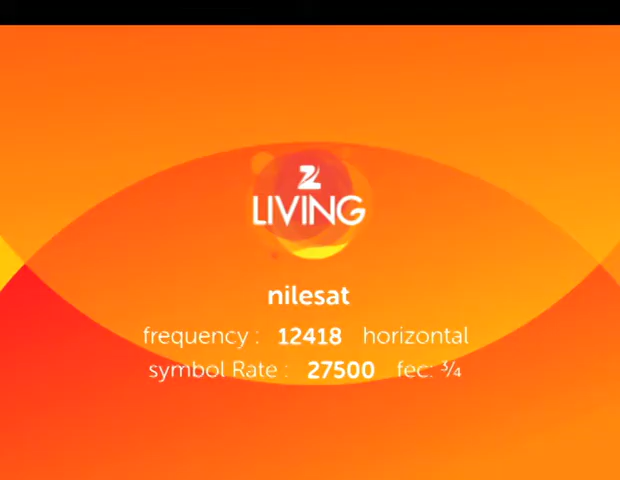 Z
LIVING
nilesat
frequency : 12418 horizontal
symbol Rate : 27500 fec: ¾